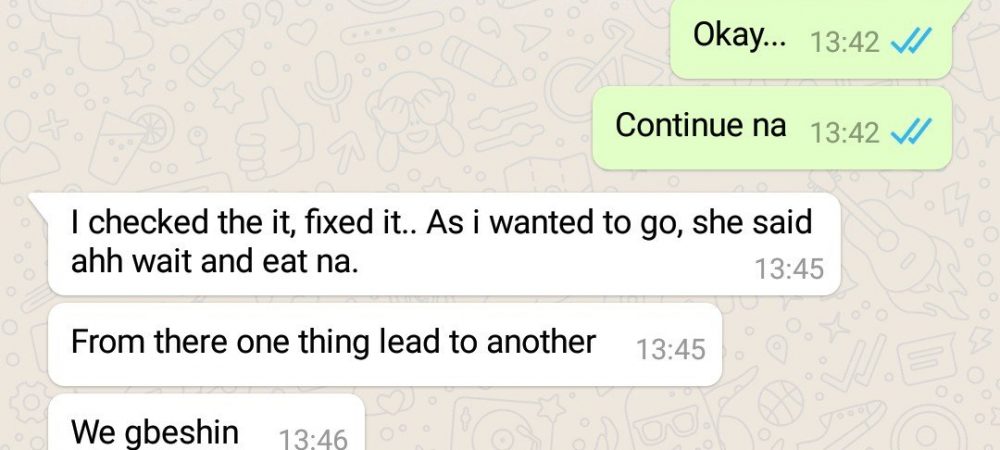 Okay... 13:42
Continue na 13:42
I checked the it, fixed it.. As i wanted to go, she said
ahh wait and eat na.
13:45
From there one thing lead to another 13:45
We gbeshin 13:46